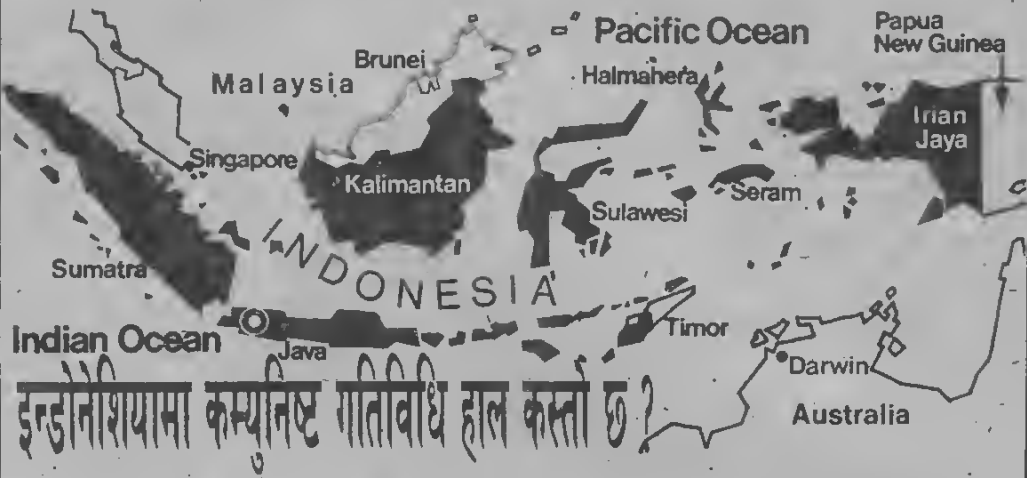 Pacific Ocean
Papua
New Guinea
Brunei
Malaysia
Halmahera
Irian
Jaya
Singapore
Kalimantan
Seram
Sulawesi
INDONESIA
Sumatra
Indian Ocean
Java
Timor
Darwin
Australia
इन्डोनेशियामा कम्युनिष्ट गतिविधि हाल कस्तो छ ?